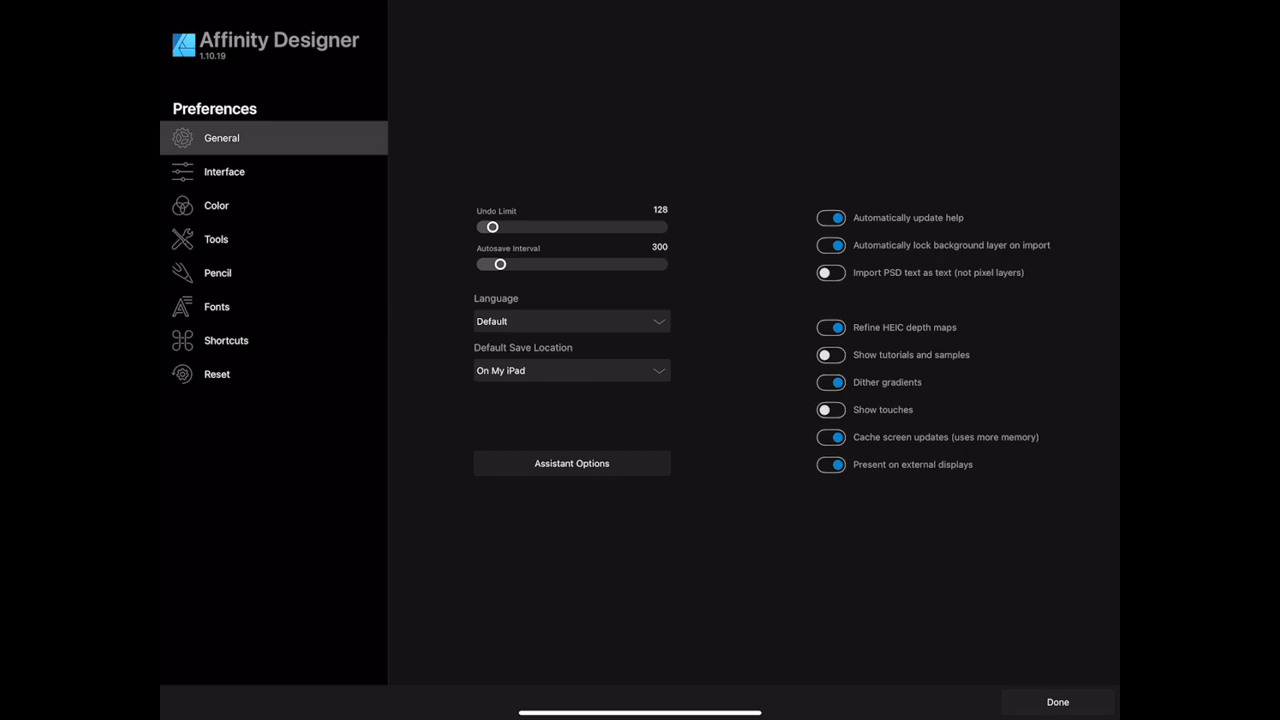 Affinity Designer
1.10.19
Preferences
General
Interface
Color
Tools
Pencil
Fonts
Shortcuts
Reset
Undo Limit 128
Autosave Interval 300
Language
Default
Default Save Location
On My iPad
Assistant Options
Automatically update help
Automatically lock background layer on import
Import PSD text as text (not pixel layers)
Refine HEIC depth maps
Show tutorials and samples
Dither gradients
Show touches
Cache screen updates (uses more memory)
Present on external displays
Done